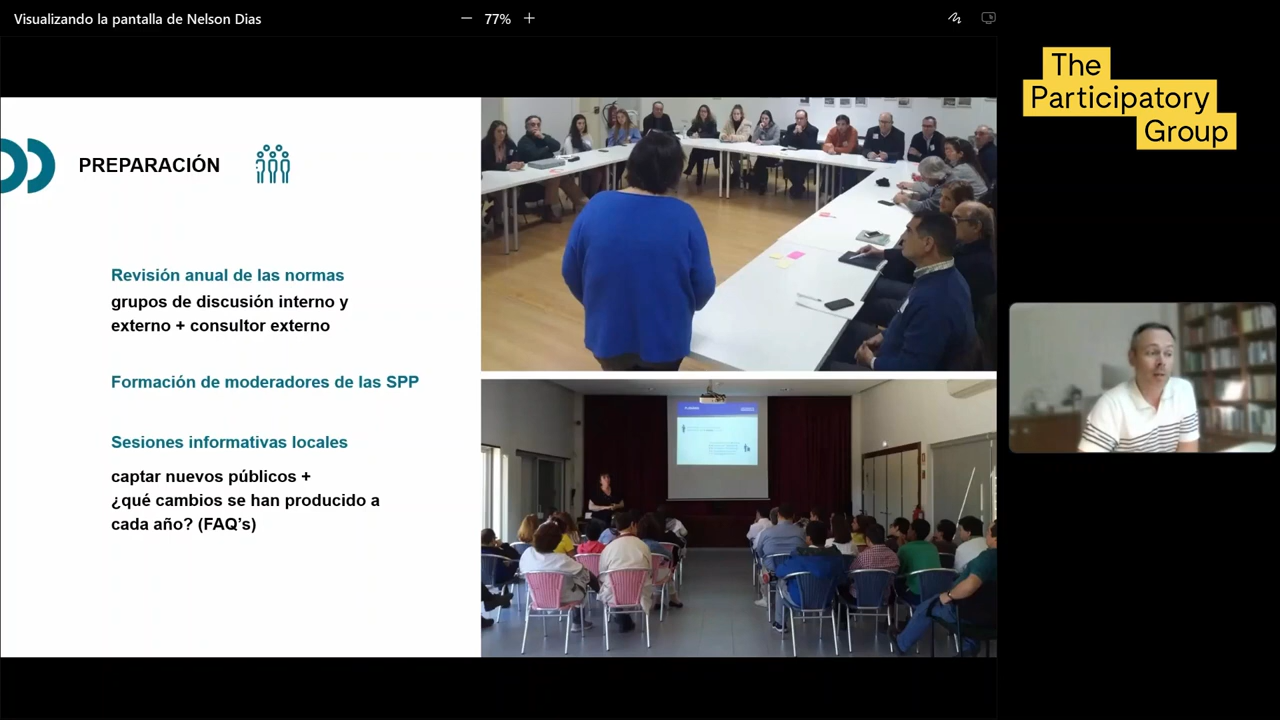 Visualizando la pantalla de Nelson Dias
77%
The
Participatory
Group
PREPARACIÓN
Revisión anual de las normas
grupos de discusión interno y
externo + consultor externo
Formación de moderadores de las SPP
Sesiones informativas locales
captar nuevos públicos +
¿qué cambios se han producido a
cada año? (FAQ's)